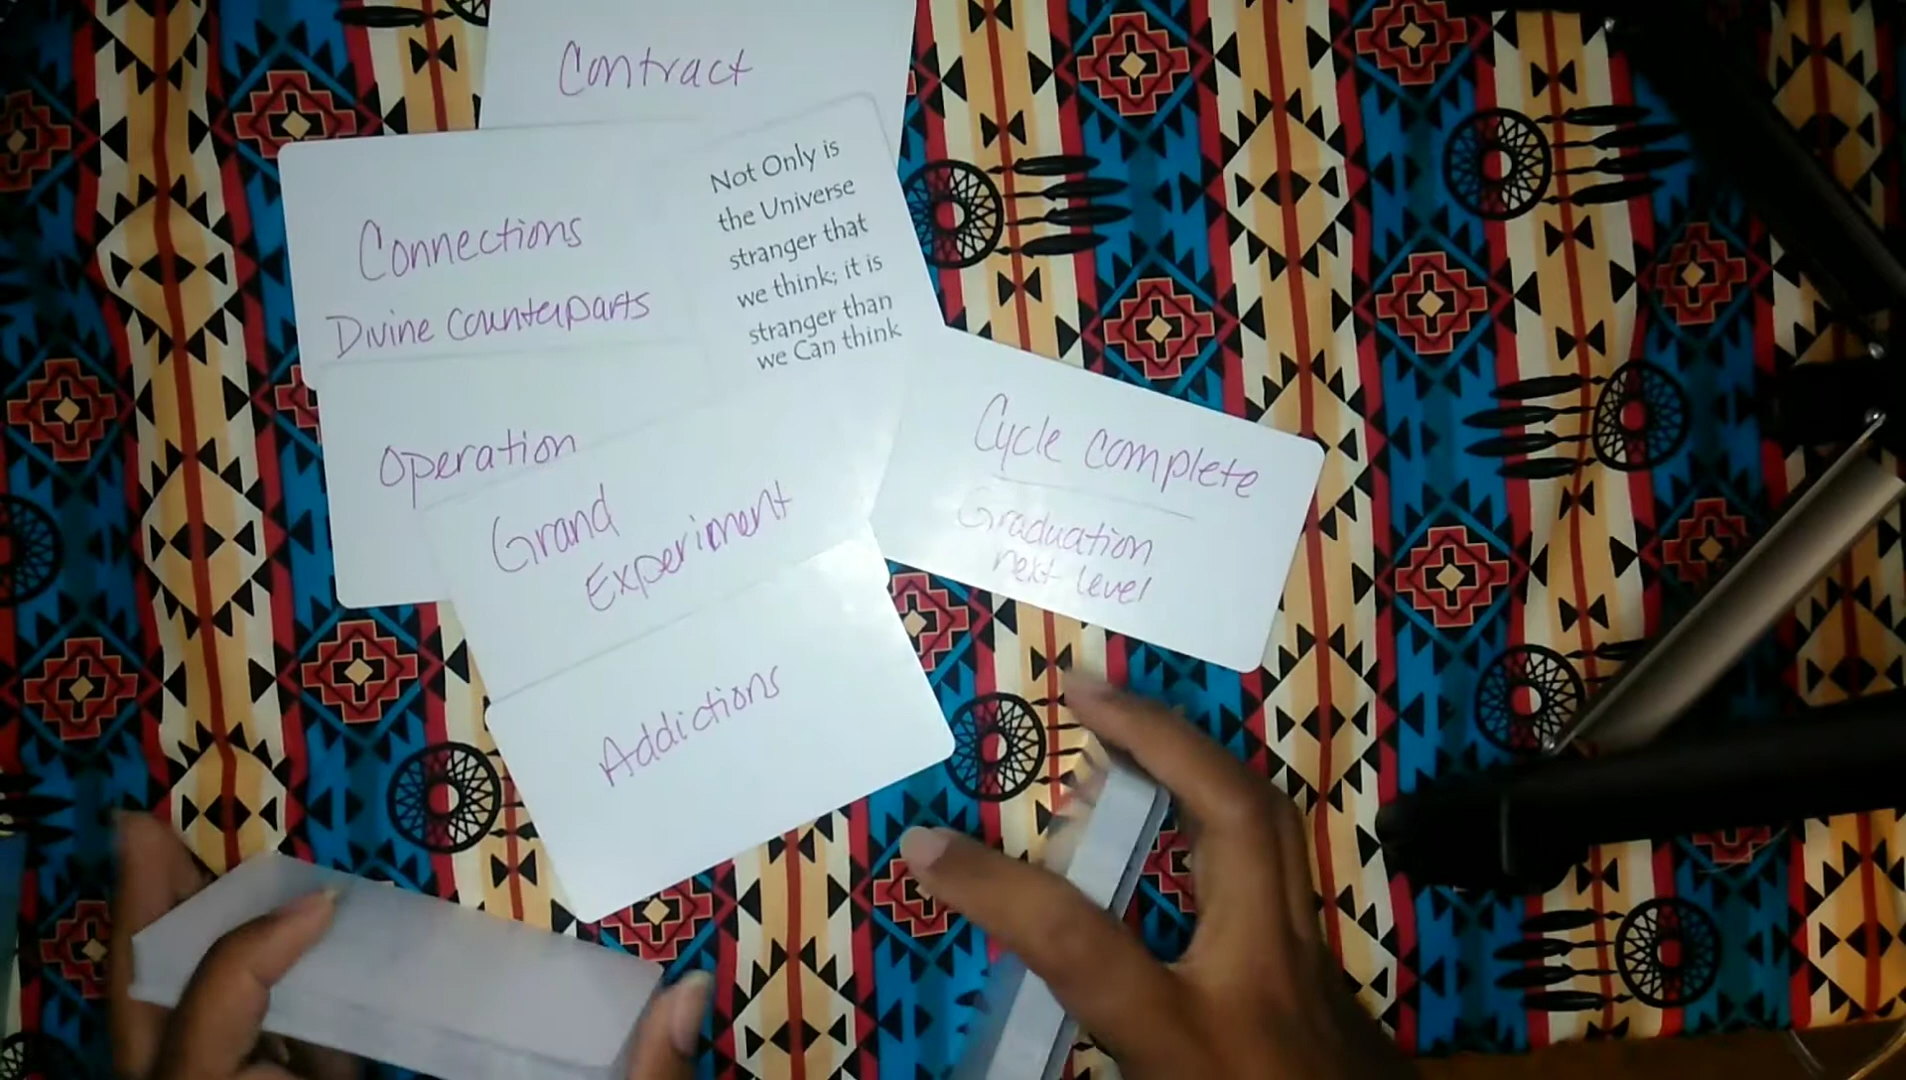 Contract
Connections
Divine Counterparts
Not Only is
the Universe
stranger that
we think; it is
stranger than
we Can think
Operation
Grand
Experiment
Cycle complete
Graduation
next level
Addictions